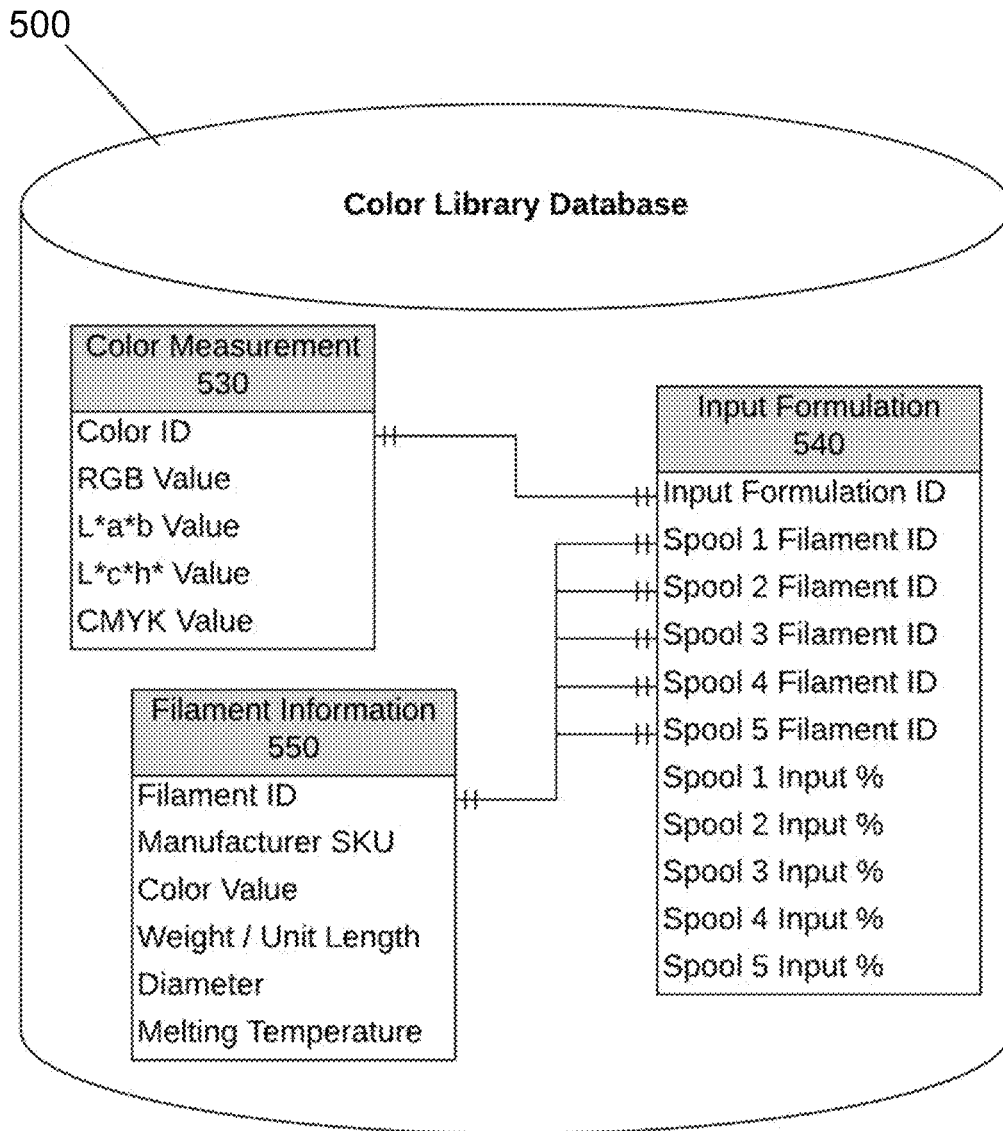 500
Color Library Database
Color Measurement
530
Color ID
RGB Value
L*a*b Value
L*c*h* Value
CMYK Value
Input Formulation
540
Input Formulation ID
Spool 1 Filament ID
Spool 2 Filament ID
Spool 3 Filament ID
Spool 4 Filament ID
Spool 5 Filament ID
Spool 1 Input %
Spool 2 Input %
Spool 3 Input %
Spool 4 Input %
Spool 5 Input %
Filament Information
550
Filament ID
Manufacturer SKU
Color Value
Weight / Unit Length
Diameter
Melting Temperature